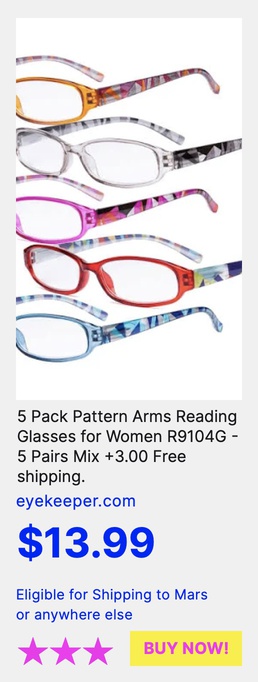 5 Pack Pattern Arms Reading
Glasses for Women R9104G -
5 Pairs Mix +3.00 Free
shipping.
eyekeeper.com
$13.99
Eligible for Shipping to Mars
or anywhere else
BUY NOW!